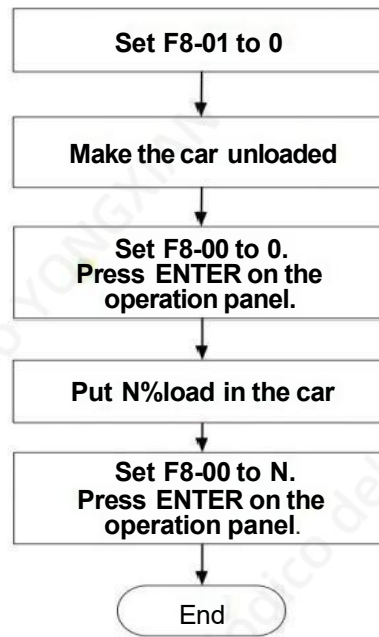 Set F8-01 to 0
Make the car unloaded
Set F8-00 to 0.
Press ENTER on the
operation panel.
Put N%load in the car
Set F8-00 to N.
Press ENTER on the
operation panel.
End